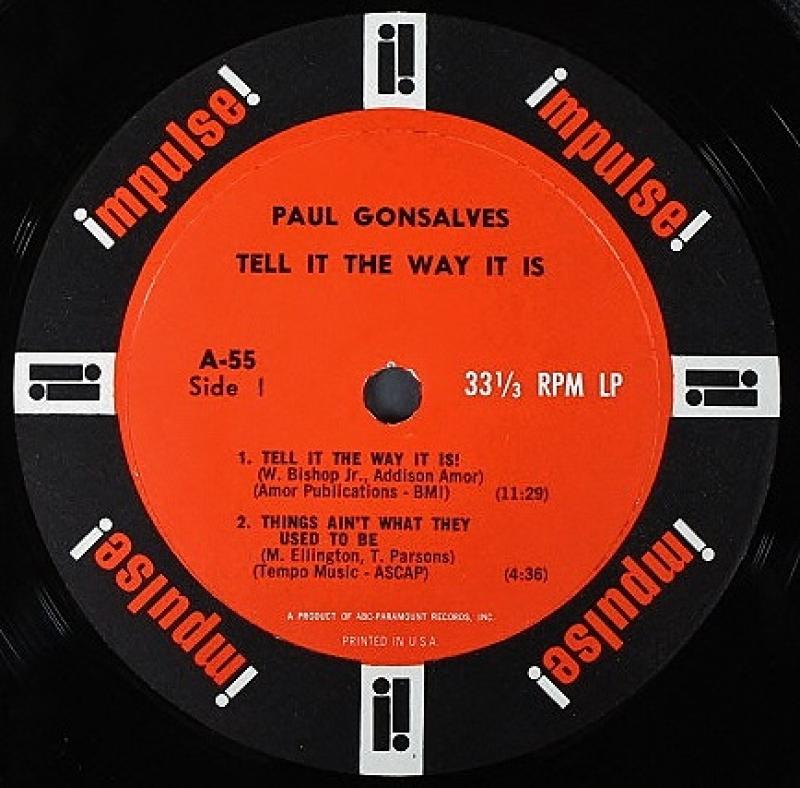 i!
impulse!
impulse!
PAUL GONSALVES
TELL IT THE WAY IT IS
A-55
Side 1
33 1/3 RPM LP
i!
i!
1. TELL IT THE WAY IT IS!
(W. Bishop Jr., Addison Amor)
(Amor Publications - BMI) (11:29)
2. THINGS AIN'T WHAT THEY
USED TO BE
(M. Ellington, T. Parsons)
(Tempo Music - ASCAP) (4:36)
A PRODUCT OF ABC-PARAMOUNT RECORDS, INC.
PRINTED IN U.S.A.
impulse!
impulse!
i!